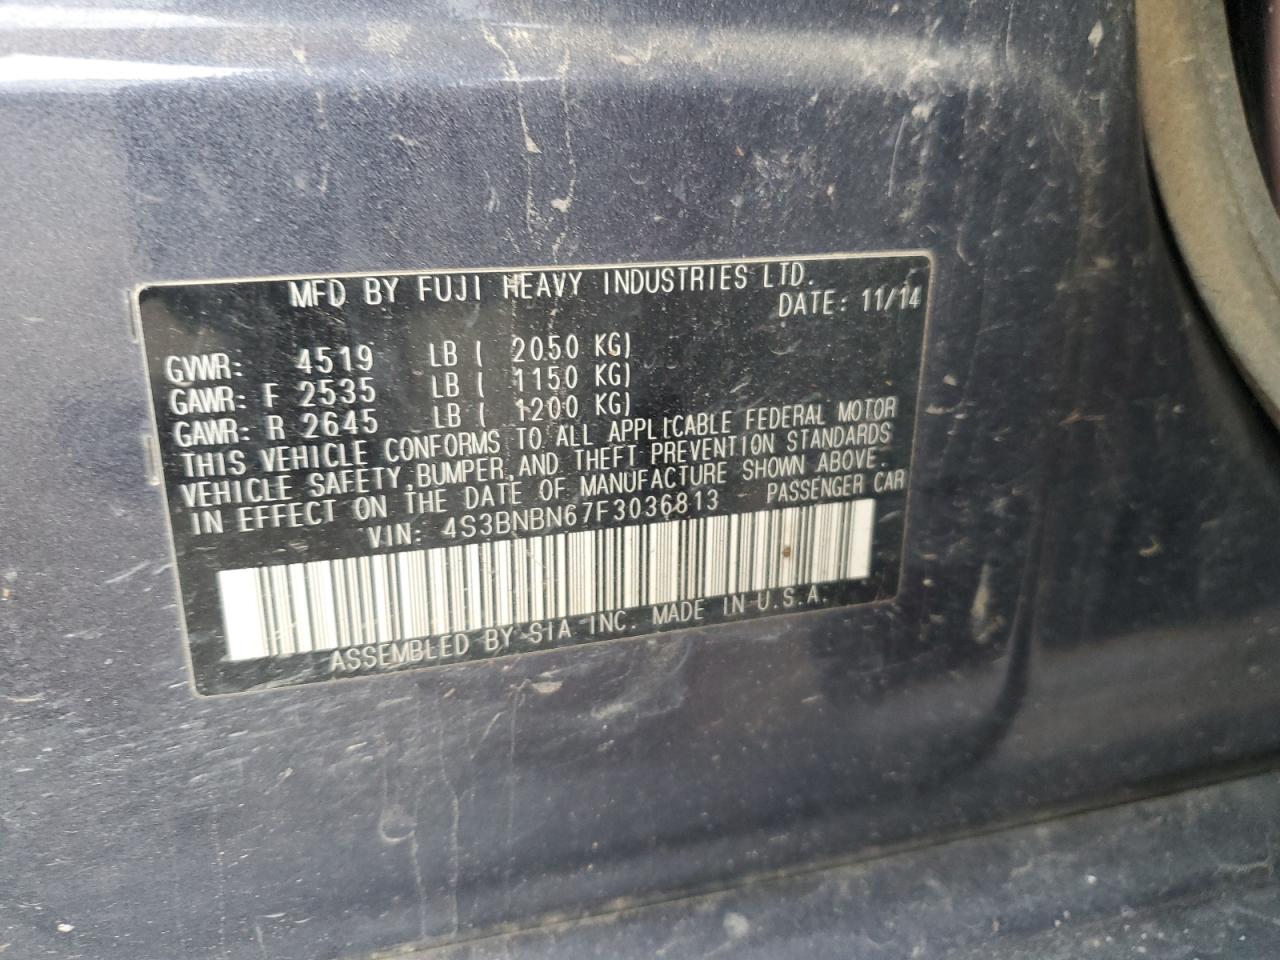 MFD BY FUJI HEAVY INDUSTRIES LTD.
DATE: 11/14
GVWR: 4519 LB ( 2050 KG)
GAWR: F 2535 LB ( 1150 KG)
GAWR: R 2645 LB ( 1200 KG)
THIS VEHICLE CONFORMS TO ALL APPLICABLE FEDERAL MOTOR
VEHICLE SAFETY,BUMPER,AND THEFT PREVENTION STANDARDS
IN EFFECT ON THE DATE OF MANUFACTURE SHOWN ABOVE.
VIN: 4S3BNBN67F3036813 PASSENGER CAR
ASSEMBLED BY SIA INC. MADE IN U.S.A.